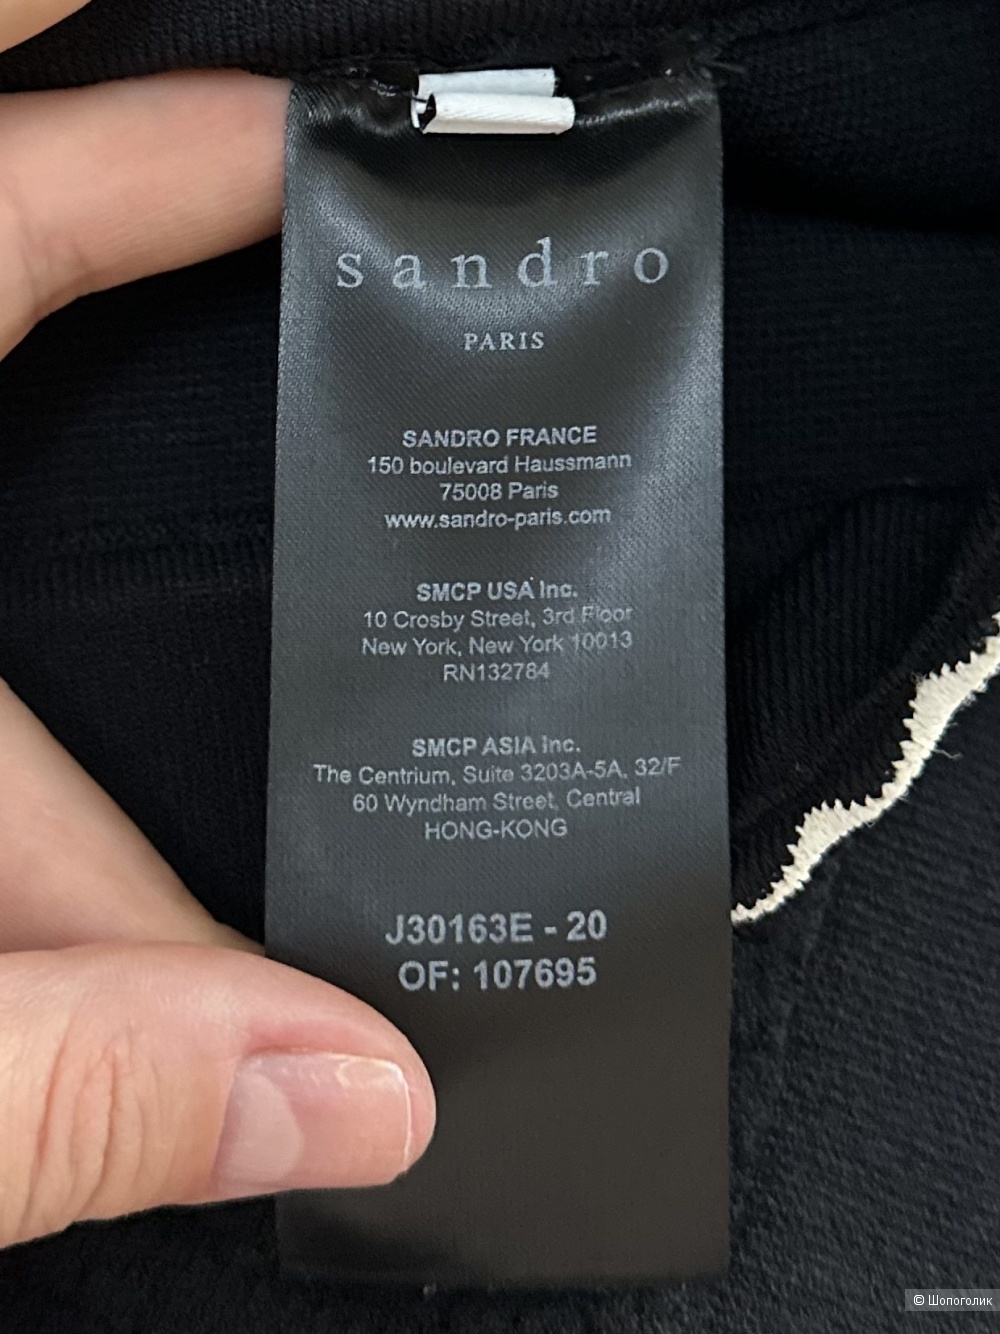 sandro
PARIS
SANDRO FRANCE
150 boulevard Haussmann
75008 Paris
www.sandro-paris.com
SMCP USA Inc.
10 Crosby Street, 3rd Floor
New York, New York 10013
RN132784
SMCP ASIA Inc.
The Centrium, Suite 3203A-5A, 32/F
60 Wyndham Street, Central
HONG-KONG
J30163E - 20
OF: 107695
© Шопоголик